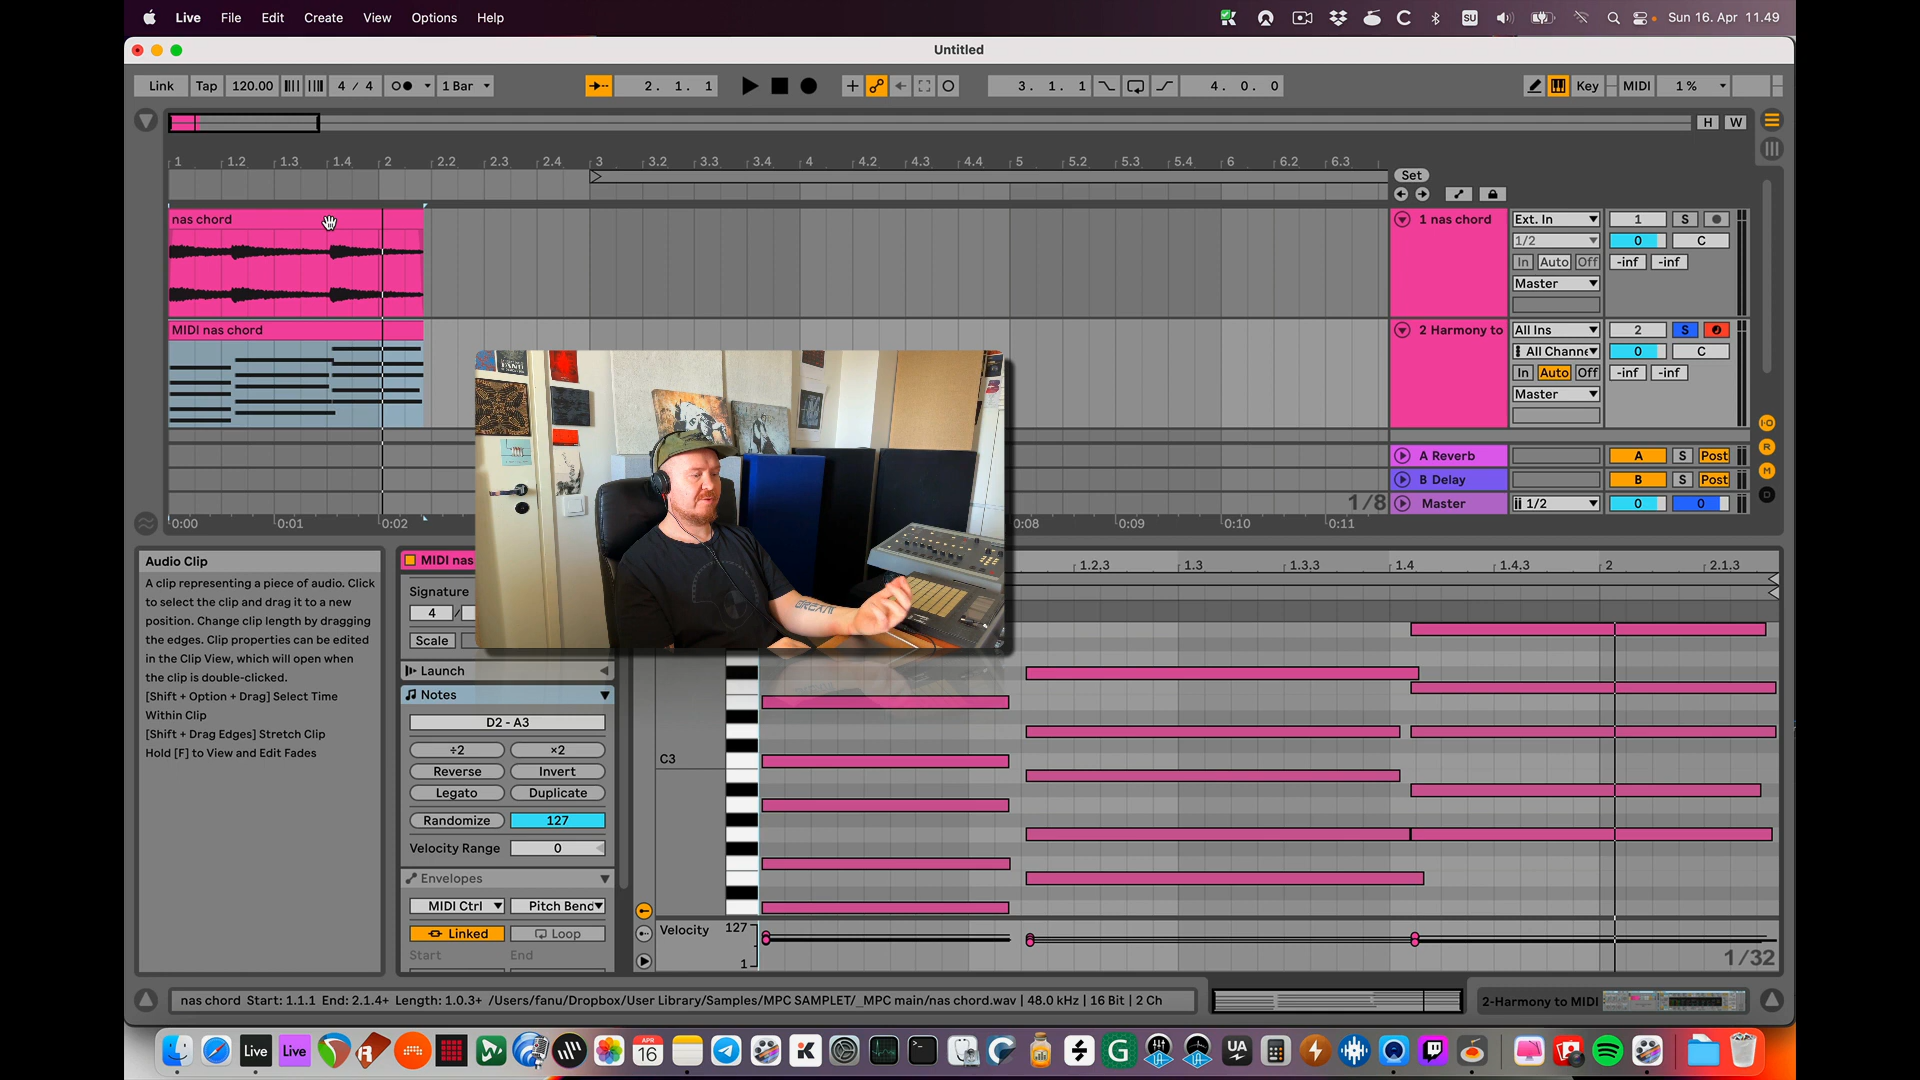 Live File Edit Create View Options Help
SU Sun 16. Apr 11.49
Untitled
Link Tap 120.00 4 / 4 1 Bar 2. 1. 1 3. 1. 1 4. 0. 0 Key MIDI 1 %
H W
1 1.2 1.3 1.4 2 2.2 2.3 2.4 3 3.2 3.3 3.4 4 4.2 4.3 4.4 5 5.2 5.3 5.4 6 6.2 6.3
Set
nas chord
1 nas chord Ext. In 1 S
1/2 0 C
In Auto Off -inf -inf
Master
MIDI nas chord
2 Harmony to All Ins 2 S
All Channe 0 C
In Auto Off -inf -inf
Master
A Reverb A S Post
B Delay B S Post
1/8 Master 1/2 0 0
0:00 0:01 0:02 0:08 0:09 0:10 0:11
Audio Clip
A clip representing a piece of audio. Click
to select the clip and drag it to a new
position. Change clip length by dragging
the edges. Clip properties can be edited
in the Clip View, which will open when
the clip is double-clicked.
[Shift + Option + Drag] Select Time
Within Clip
[Shift + Drag Edges] Stretch Clip
Hold [F] to View and Edit Fades
MIDI nas
Signature
4 /
Scale
Launch
Notes
D2 - A3
÷2 ×2
Reverse Invert
Legato Duplicate
Randomize 127
Velocity Range 0
Envelopes
MIDI Ctrl Pitch Bend
Linked Loop
Start End
1.2.3 1.3 1.3.3 1.4 1.4.3 2 2.1.3
C3
Velocity 127
1
1/32
I·O
R
M
D
nas chord Start: 1.1.1 End: 2.1.4+ Length: 1.0.3+ /Users/fanu/Dropbox/User Library/Samples/MPC SAMPLET/_MPC main/nas chord.wav | 48.0 kHz | 16 Bit | 2 Ch
2-Harmony to MIDI
Live Live APR 16 UA